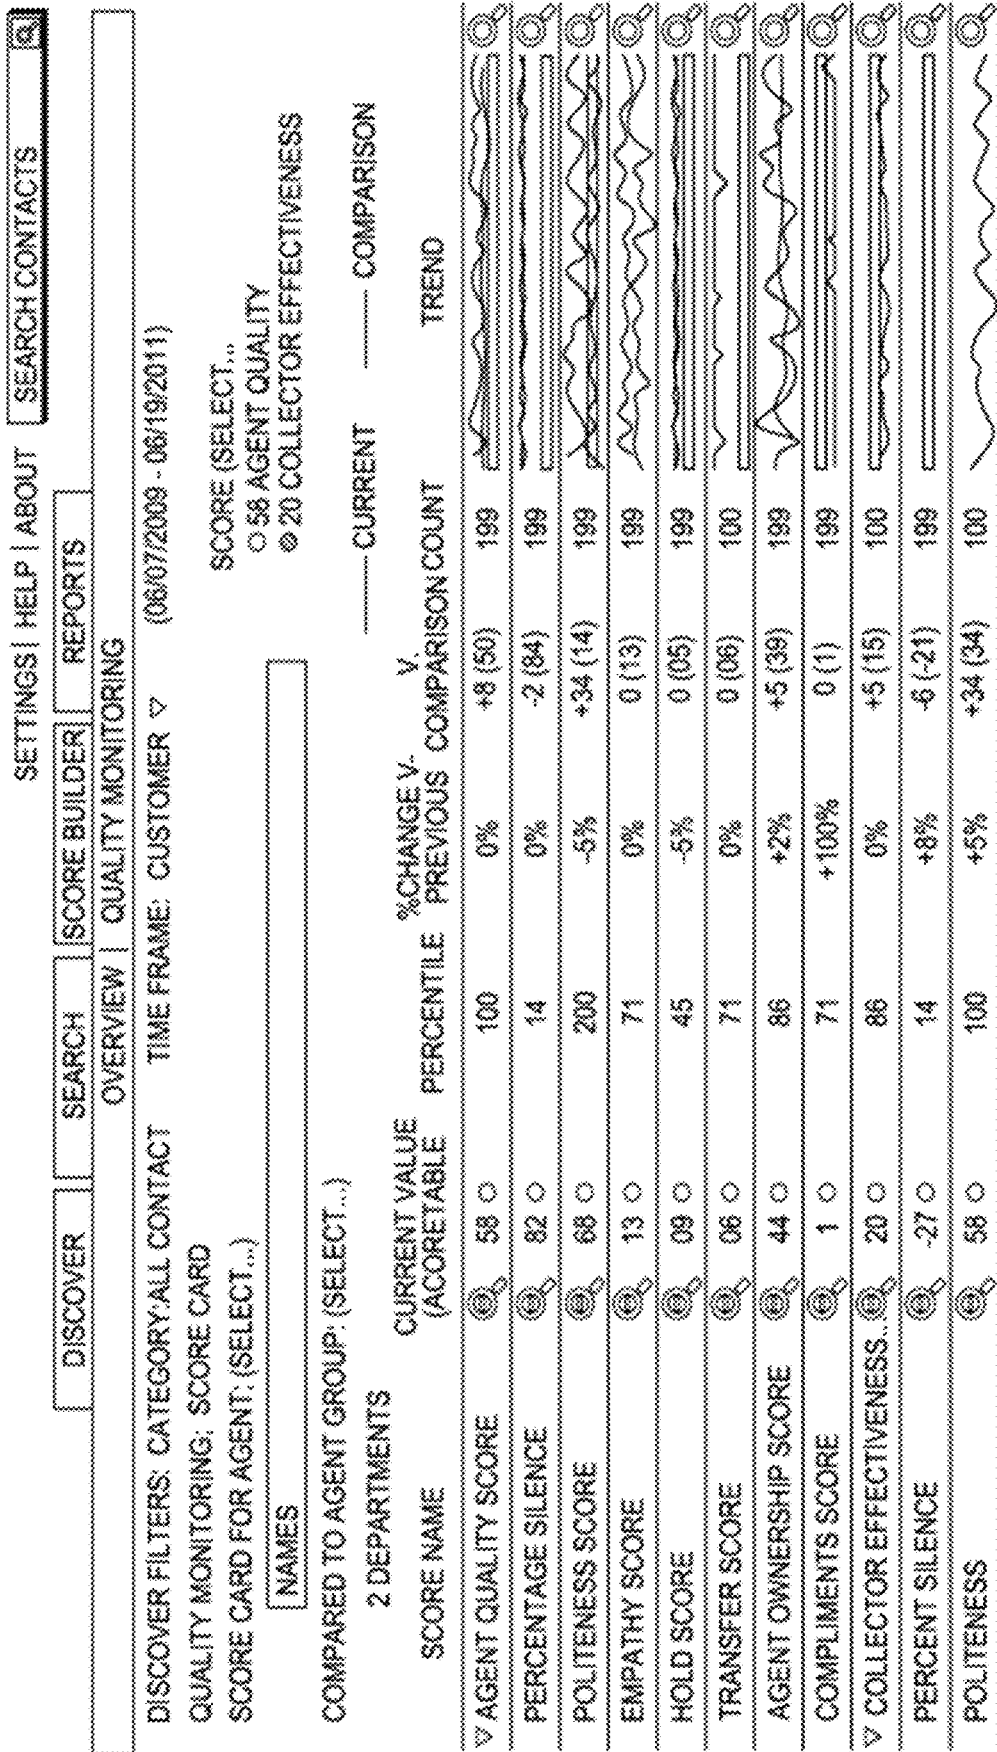 SETTINGS | HELP | ABOUT SEARCH CONTACTS
DISCOVER SEARCH SCORE BUILDER REPORTS
OVERVIEW | QUALITY MONITORING
DISCOVER FILTERS: CATEGORY:ALL CONTACT TIME FRAME: CUSTOMER ▽ (06/07/2009 - 06/19/2011)
QUALITY MONITORING: SCORE CARD
SCORE (SELECT...
SCORE CARD FOR AGENT: (SELECT...)
○ 58 AGENT QUALITY
NAMES
20 COLLECTOR EFFECTIVENESS
COMPARED TO AGENT GROUP: (SELECT...)
CURRENT COMPARISON
2 DEPARTMENTS
SCORE NAME CURRENT VALUE (ACORETABLE PERCENTILE %CHANGE V- PREVIOUS V. COMPARISON COUNT TREND
▽ AGENT QUALITY SCORE 58 ○ 100 0% +8 (50) 199
PERCENTAGE SILENCE 82 ○ 14 0% -2 (84) 199
POLITENESS SCORE 68 ○ 200 -5% +34 (14) 199
EMPATHY SCORE 13 ○ 71 0% 0 (13) 199
HOLD SCORE 09 ○ 45 -5% 0 (05) 199
TRANSFER SCORE 06 ○ 71 0% 0 (06) 100
AGENT OWNERSHIP SCORE 44 ○ 86 +2% +5 (39) 199
COMPLIMENTS SCORE 1 ○ 71 +100% 0 (1) 199
▽ COLLECTOR EFFECTIVENESS... 20 ○ 86 0% +5 (15) 100
PERCENT SILENCE -27 ○ 14 +8% -6 (-21) 199
POLITENESS 58 ○ 100 +5% +34 (34) 100